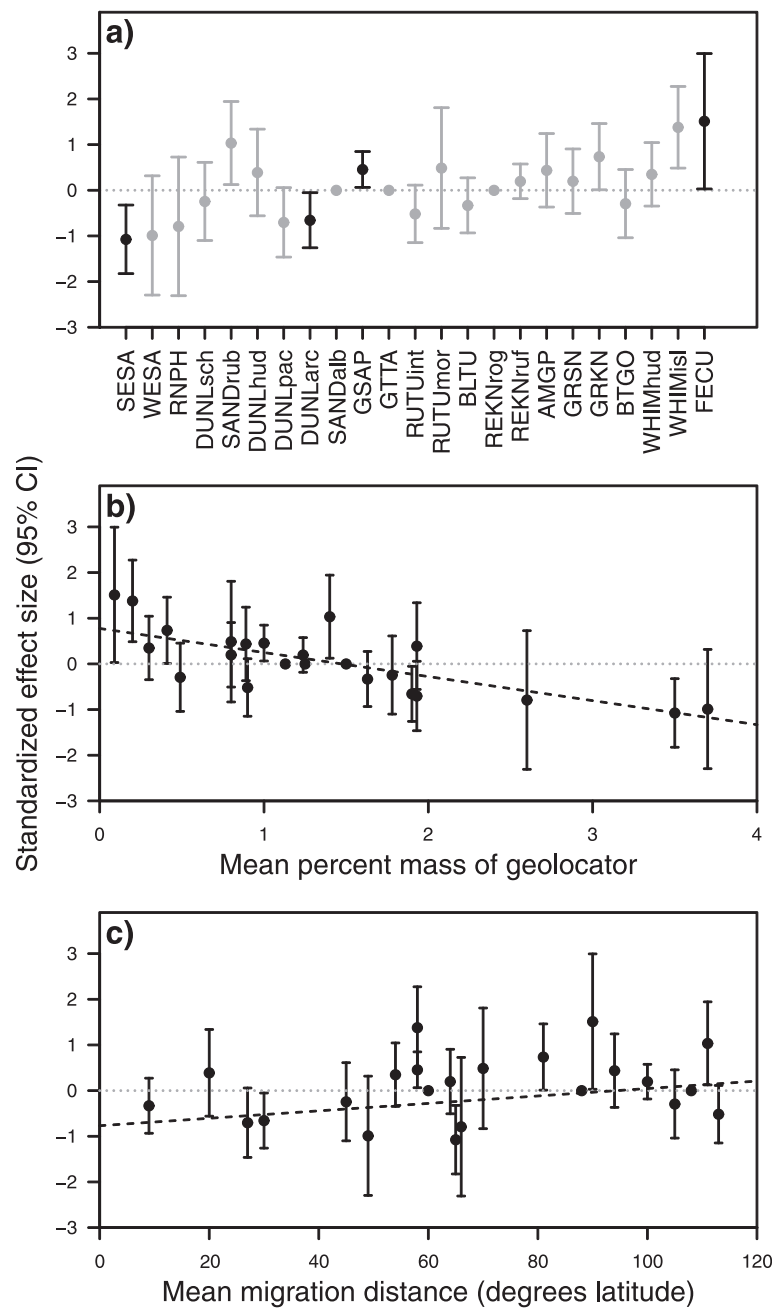 a)
3
2
1
0
−1
−2
−3
SESA
WESA
RNPH
DUNLsch
SANDrub
DUNLhud
DUNLpac
DUNLarc
SANDalb
GSAP
GTTA
RUTUint
RUTUmor
BLTU
REKNrog
REKNruf
AMGP
GRSN
GRKN
BTGO
WHIMhud
WHIMisl
FECU
Standardized effect size (95% CI)
b)
3
2
1
0
−1
−2
−3
0 1 2 3 4
Mean percent mass of geolocator
c)
3
2
1
0
−1
−2
−3
0 20 40 60 80 100 120
Mean migration distance (degrees latitude)